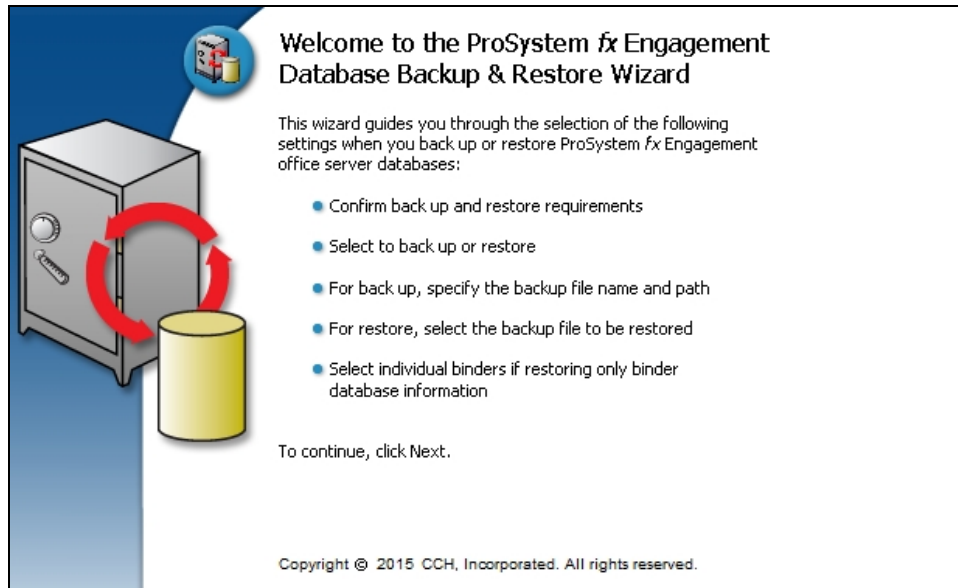 Welcome to the ProSystem fx Engagement
Database Backup & Restore Wizard
This wizard guides you through the selection of the following
settings when you back up or restore ProSystem fx Engagement
office server databases:
Confirm back up and restore requirements
Select to back up or restore
For back up, specify the backup file name and path
For restore, select the backup file to be restored
Select individual binders if restoring only binder
database information
To continue, click Next.
Copyright © 2015 CCH, Incorporated. All rights reserved.